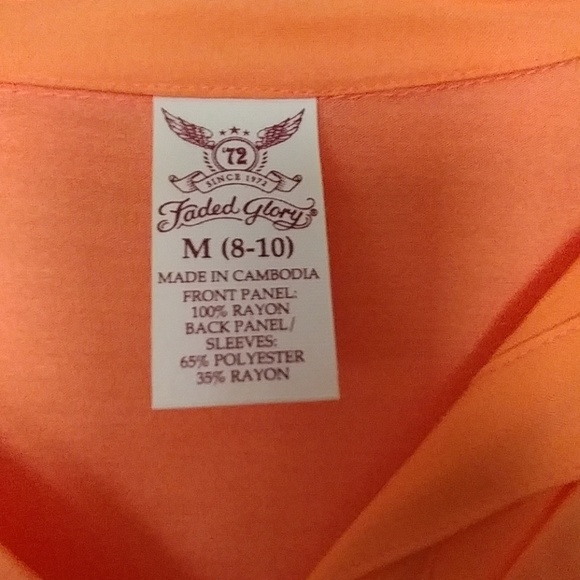 '72
SINCE 1972
Faded Glory®
M (8-10)
MADE IN CAMBODIA
FRONT PANEL:
100% RAYON
BACK PANEL/
SLEEVES:
65% POLYESTER
35% RAYON